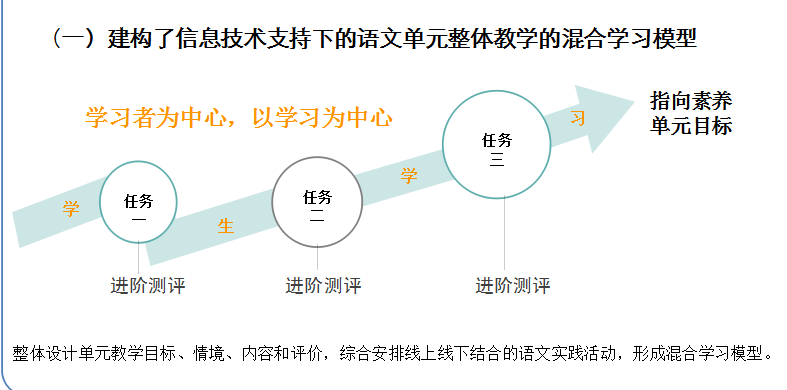 （一）建构了信息技术支持下的语文单元整体教学的混合学习模型
学习者为中心，以学习为中心
指向素养
单元目标
学
任务
一
生
任务
二
学
任务
三
习
进阶测评
进阶测评
进阶测评
整体设计单元教学目标、情境、内容和评价，综合安排线上线下结合的语文实践活动，形成混合学习模型。